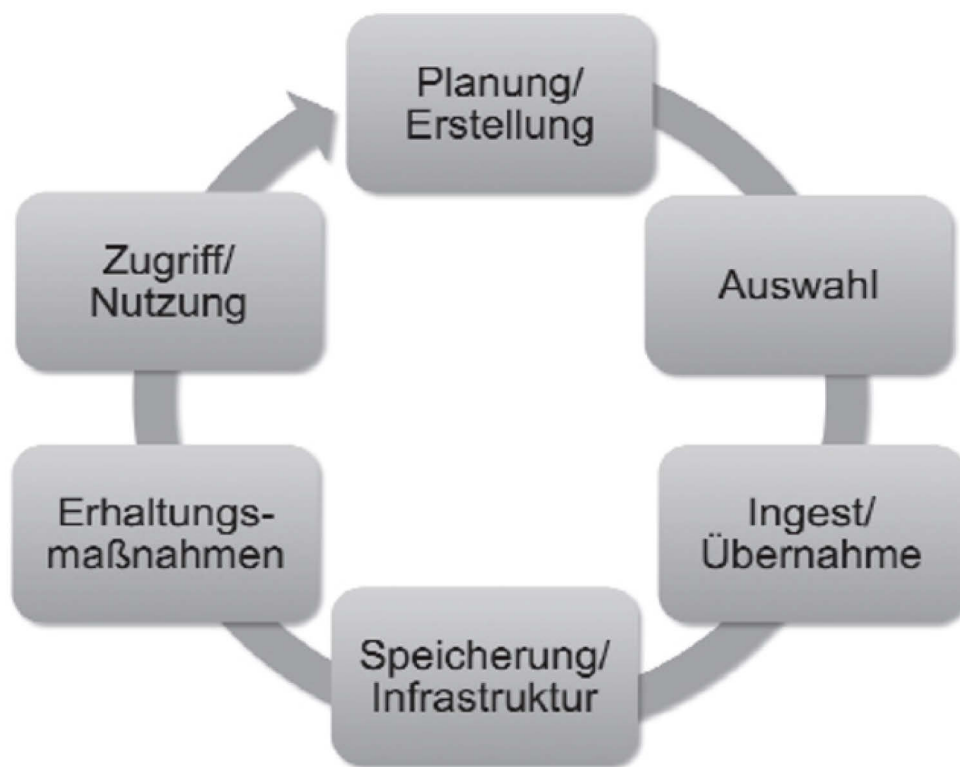 Planung/
Erstellung
Auswahl
Ingest/
Übernahme
Speicherung/
Infrastruktur
Erhaltungs-
maßnahmen
Zugriff/
Nutzung